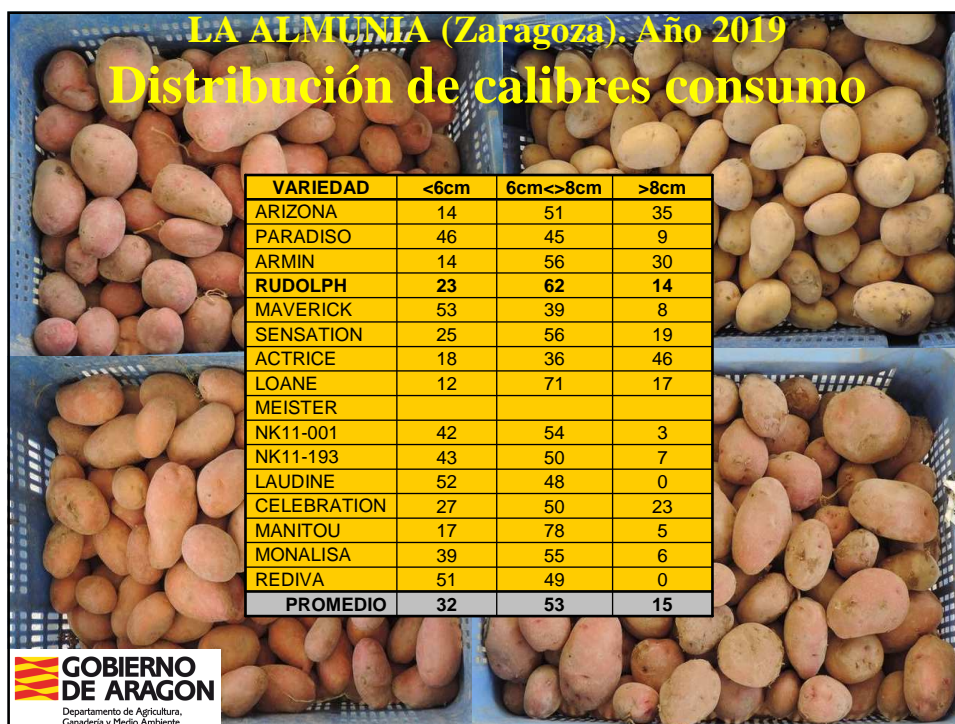 LA ALMUNIA (Zaragoza). Año 2019
Distribución de calibres consumo
VARIEDAD <6cm 6cm<>8cm >8cm
ARIZONA 14 51 35
PARADISO 46 45 9
ARMIN 14 56 30
RUDOLPH 23 62 14
MAVERICK 53 39 8
SENSATION 25 56 19
ACTRICE 18 36 46
LOANE 12 71 17
MEISTER
NK11-001 42 54 3
NK11-193 43 50 7
LAUDINE 52 48 0
CELEBRATION 27 50 23
MANITOU 17 78 5
MONALISA 39 55 6
REDIVA 51 49 0
PROMEDIO 32 53 15
GOBIERNO
DE ARAGON
Departamento de Agricultura,
Ganadería y Medio Ambiente